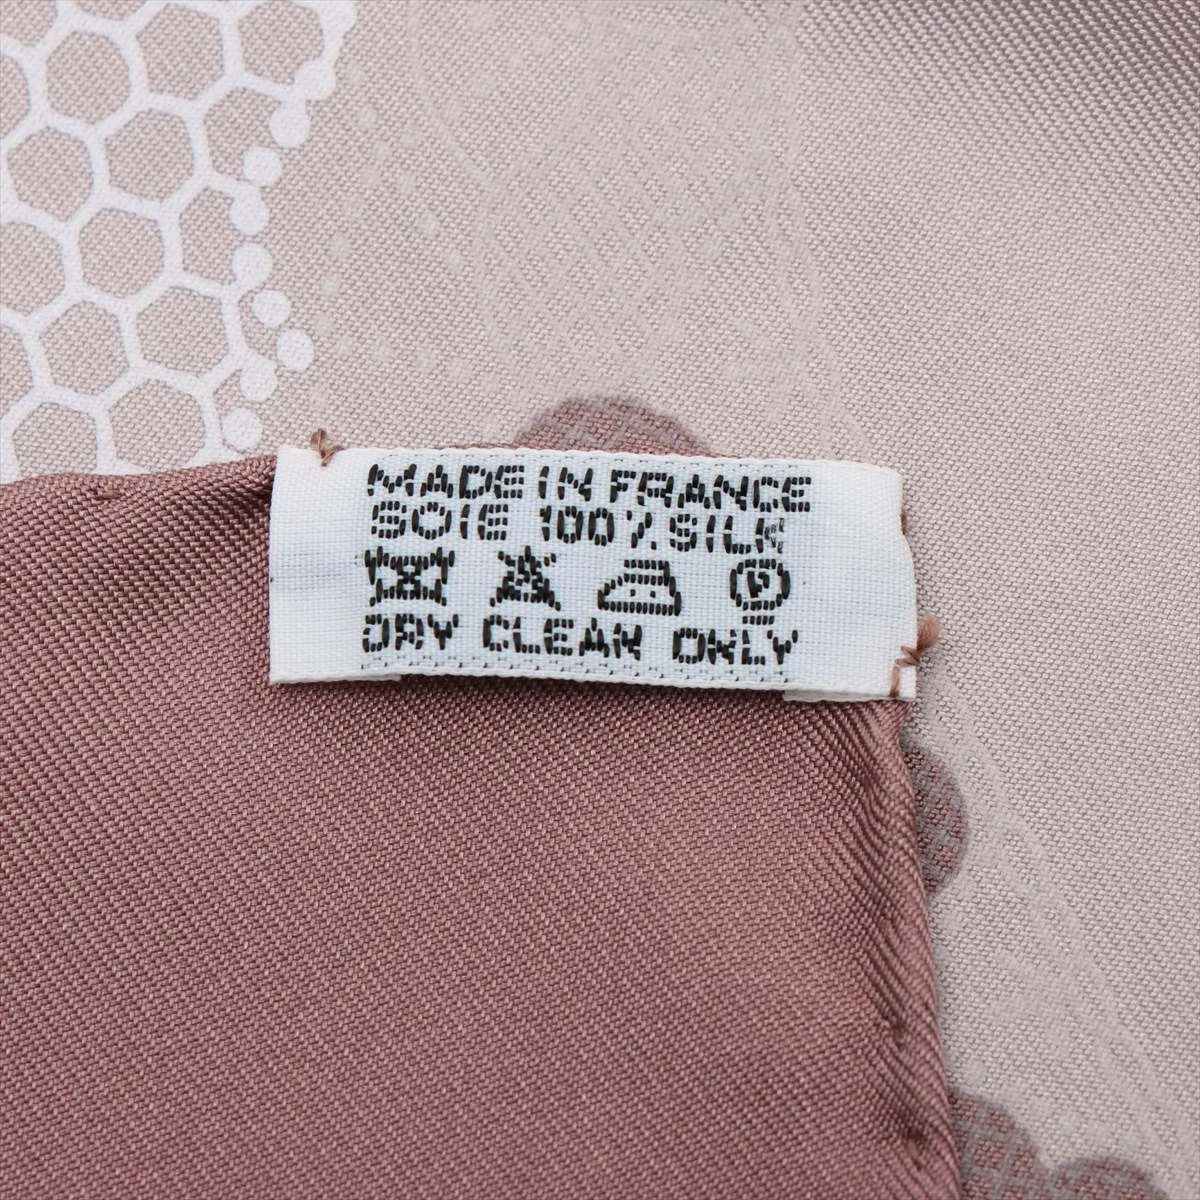 MADE IN FRANCE
SOIE 100% SILK
P
DRY CLEAN ONLY